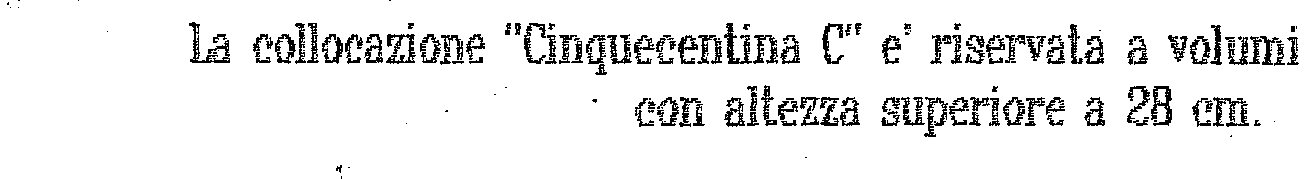 La collocazione "Cinquecentina C" e' riservata a volumi
con altezza superiore a 28 cm.